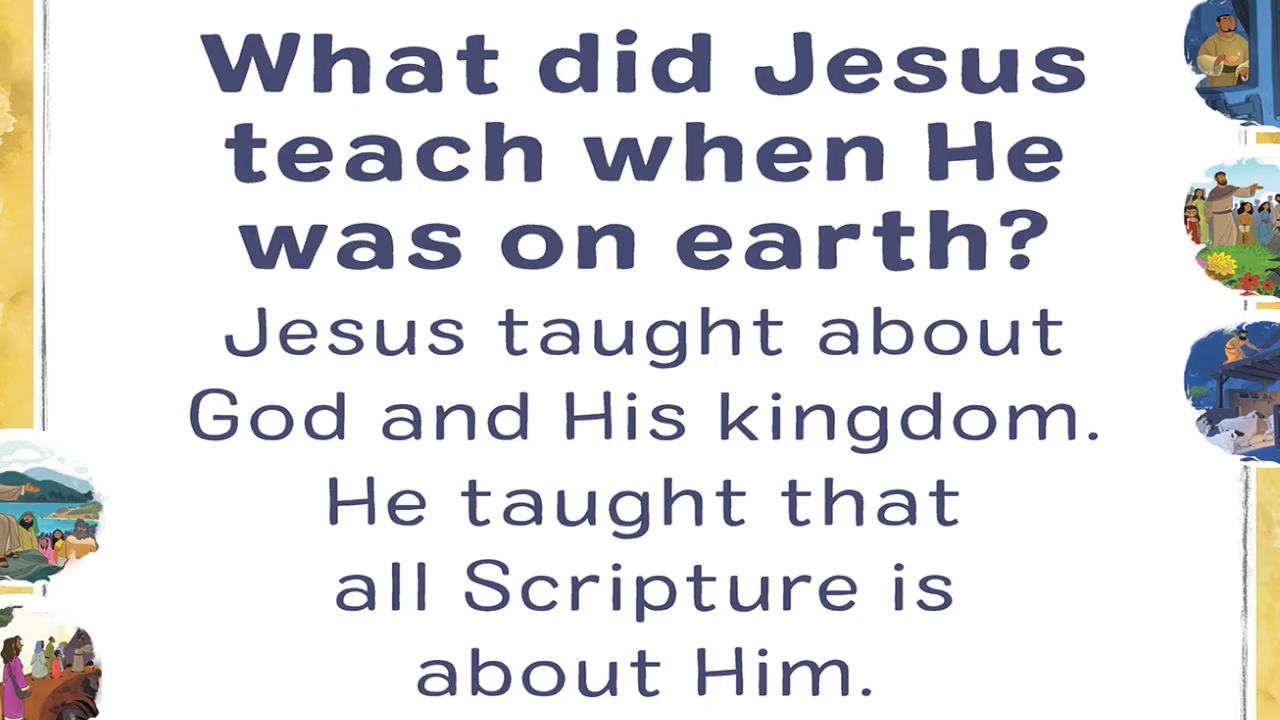 What did Jesus
teach when He
was on earth?
Jesus taught about
God and His kingdom.
He taught that
all Scripture is
about Him.